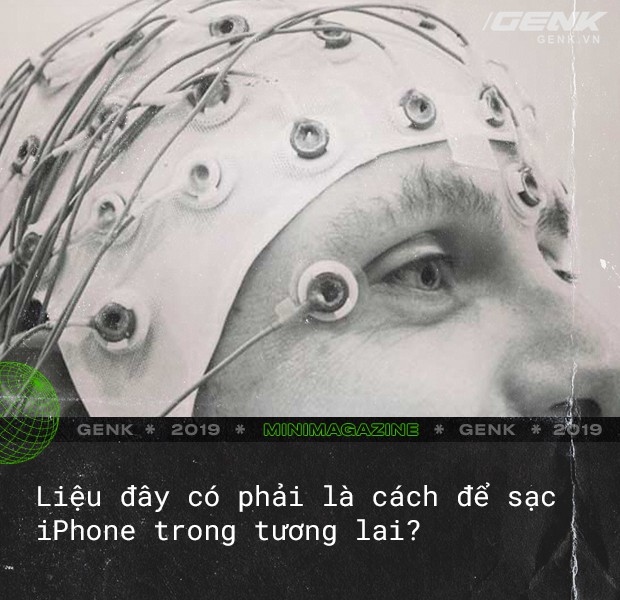 GENK
GENK.VN
GENK * 2019 * MINIMAGAZINE * GENK * 2019
Liệu đây có phải là cách để sạc
iPhone trong tương lai?